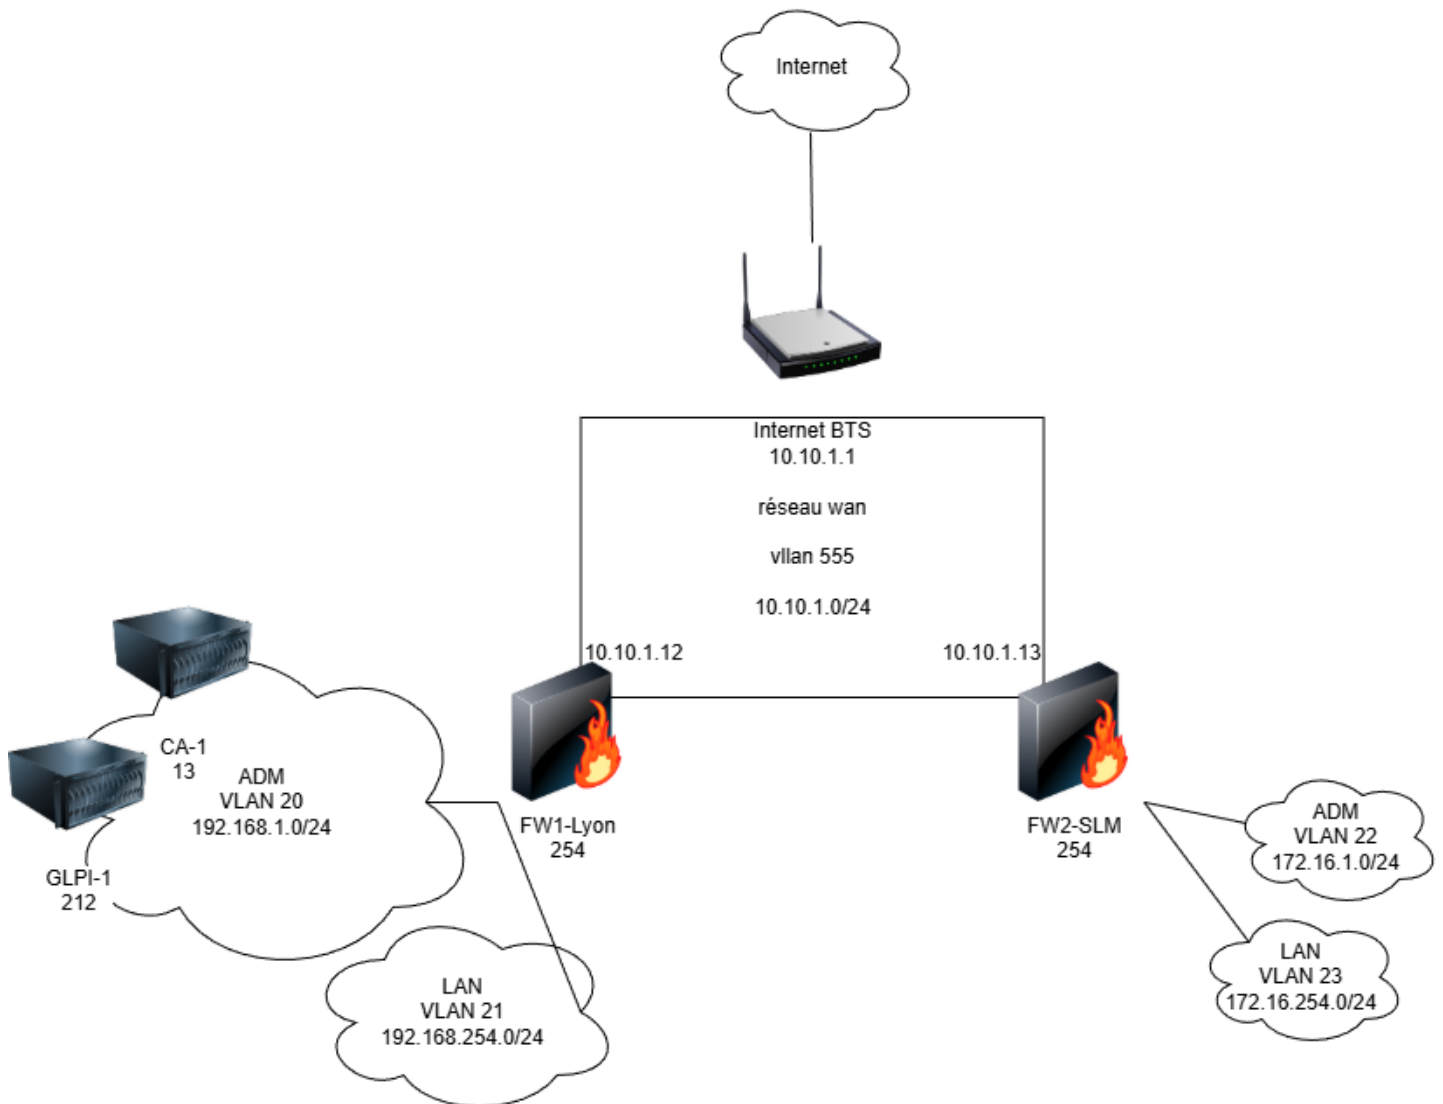 Internet
Internet BTS
10.10.1.1
réseau wan
vllan 555
10.10.1.0/24
10.10.1.12
10.10.1.13
CA-1
13
ADM
VLAN 20
192.168.1.0/24
GLPI-1
212
FW1-Lyon
254
FW2-SLM
254
ADM
VLAN 22
172.16.1.0/24
LAN
VLAN 21
192.168.254.0/24
LAN
VLAN 23
172.16.254.0/24